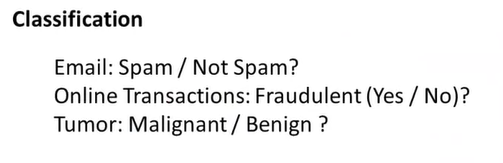 Classification
Email: Spam / Not Spam?
Online Transactions: Fraudulent (Yes / No)?
Tumor: Malignant / Benign ?